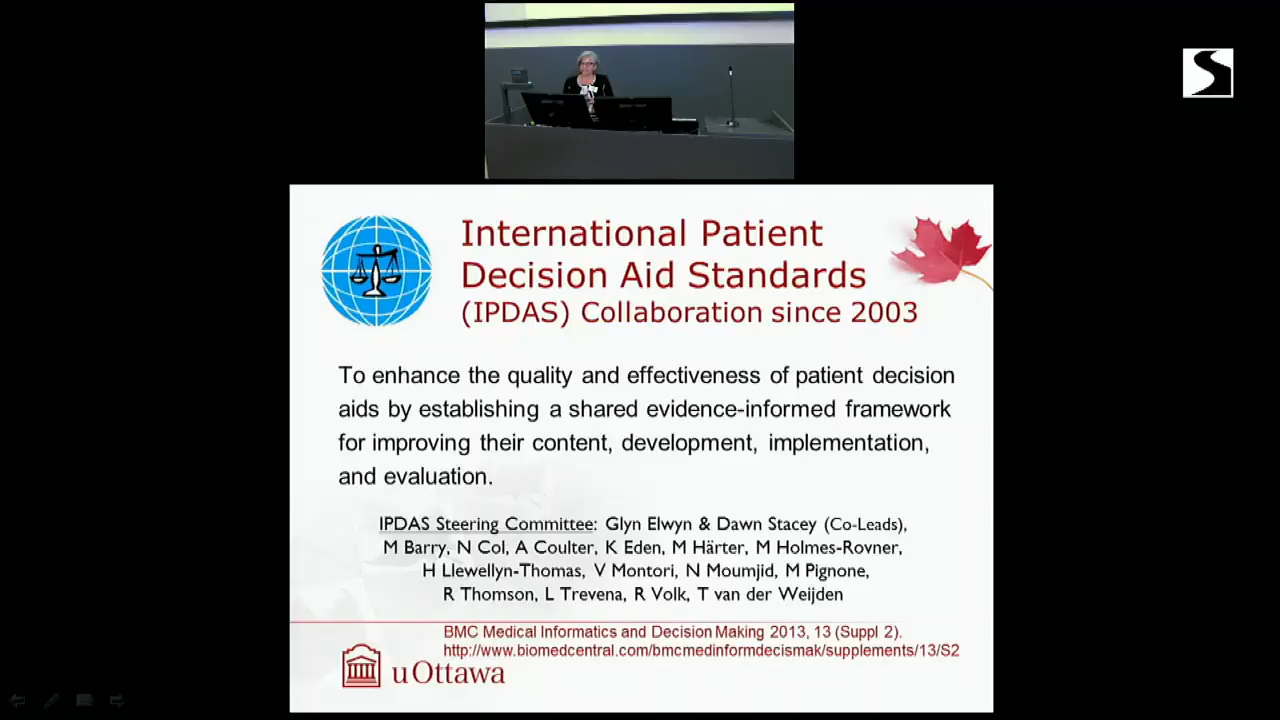 International Patient
Decision Aid Standards
(IPDAS) Collaboration since 2003
To enhance the quality and effectiveness of patient decision
aids by establishing a shared evidence-informed framework
for improving their content, development, implementation,
and evaluation.
IPDAS Steering Committee: Glyn Elwyn & Dawn Stacey (Co-Leads),
M Barry, N Col, A Coulter, K Eden, M Härter, M Holmes-Rovner,
H Llewellyn-Thomas, V Montori, N Moumjid, M Pignone,
R Thomson, L Trevena, R Volk, T van der Weijden
BMC Medical Informatics and Decision Making 2013, 13 (Suppl 2).
http://www.biomedcentral.com/bmcmedinformdecismak/supplements/13/S2
uOttawa